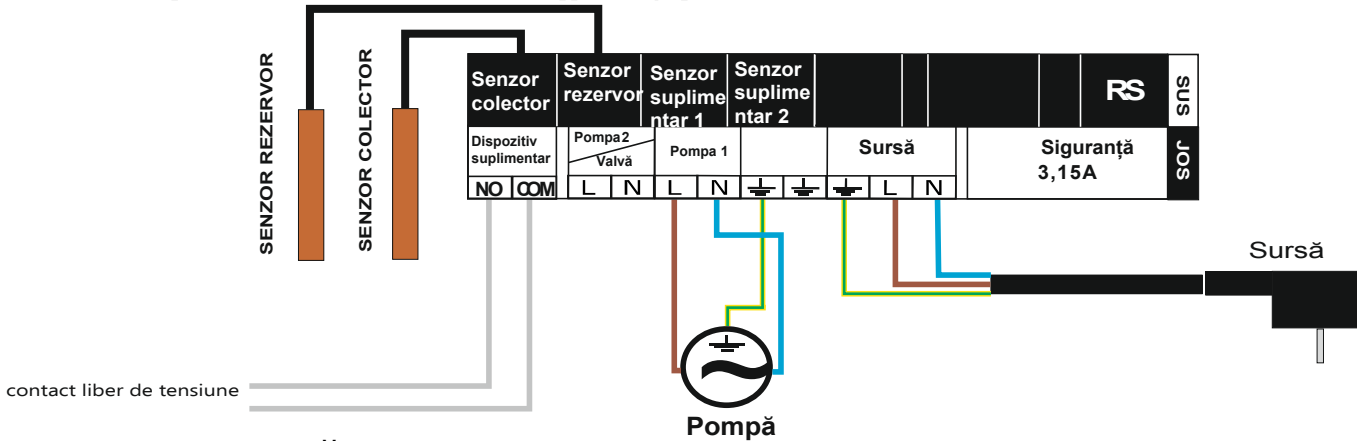 SENZOR REZERVOR
SENZOR COLECTOR
Senzor
colector
Senzor
rezervor
Senzor
suplime
ntar 1
Senzor
suplime
ntar 2
RS
SUS
Dispozitiv
suplimentar
Pompa2
Valvă
Pompa 1
Sursă
Siguranță
3,15A
JOS
NO COM L N L N L N
Sursă
contact liber de tensiune
Pompă